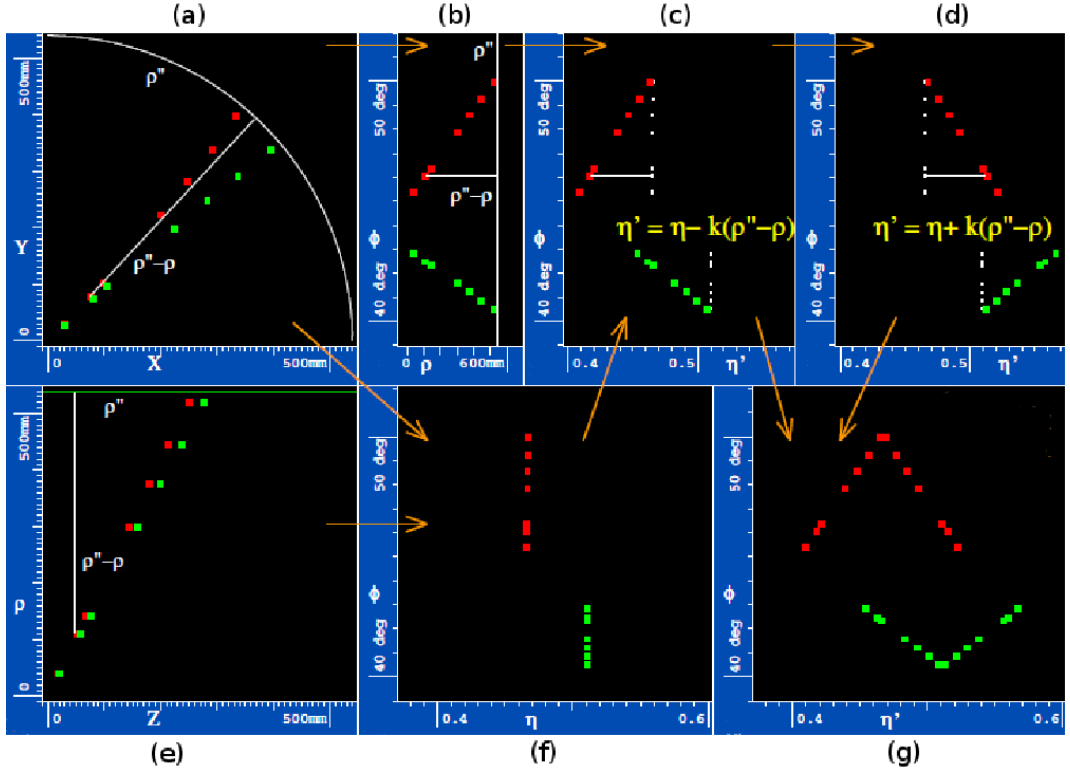 (a)
(b)
(c)
(d)
500mm
Y
0
ρ"
ρ"−ρ
0
X
500mm
50 deg
Φ
40 deg
ρ"
ρ"−ρ
0
ρ
600mm
50 deg
Φ
40 deg
η’ = η− k(ρ"−ρ)
0.4
0.5
η’
50 deg
Φ
40 deg
η’ = η+ k(ρ"−ρ)
0.4
0.5
η’
500mm
ρ
0
ρ"
ρ"−ρ
0
Z
500mm
50 deg
Φ
40 deg
0.4
η
0.6
50 deg
Φ
40 deg
0.4
η’
0.6
(e)
(f)
(g)